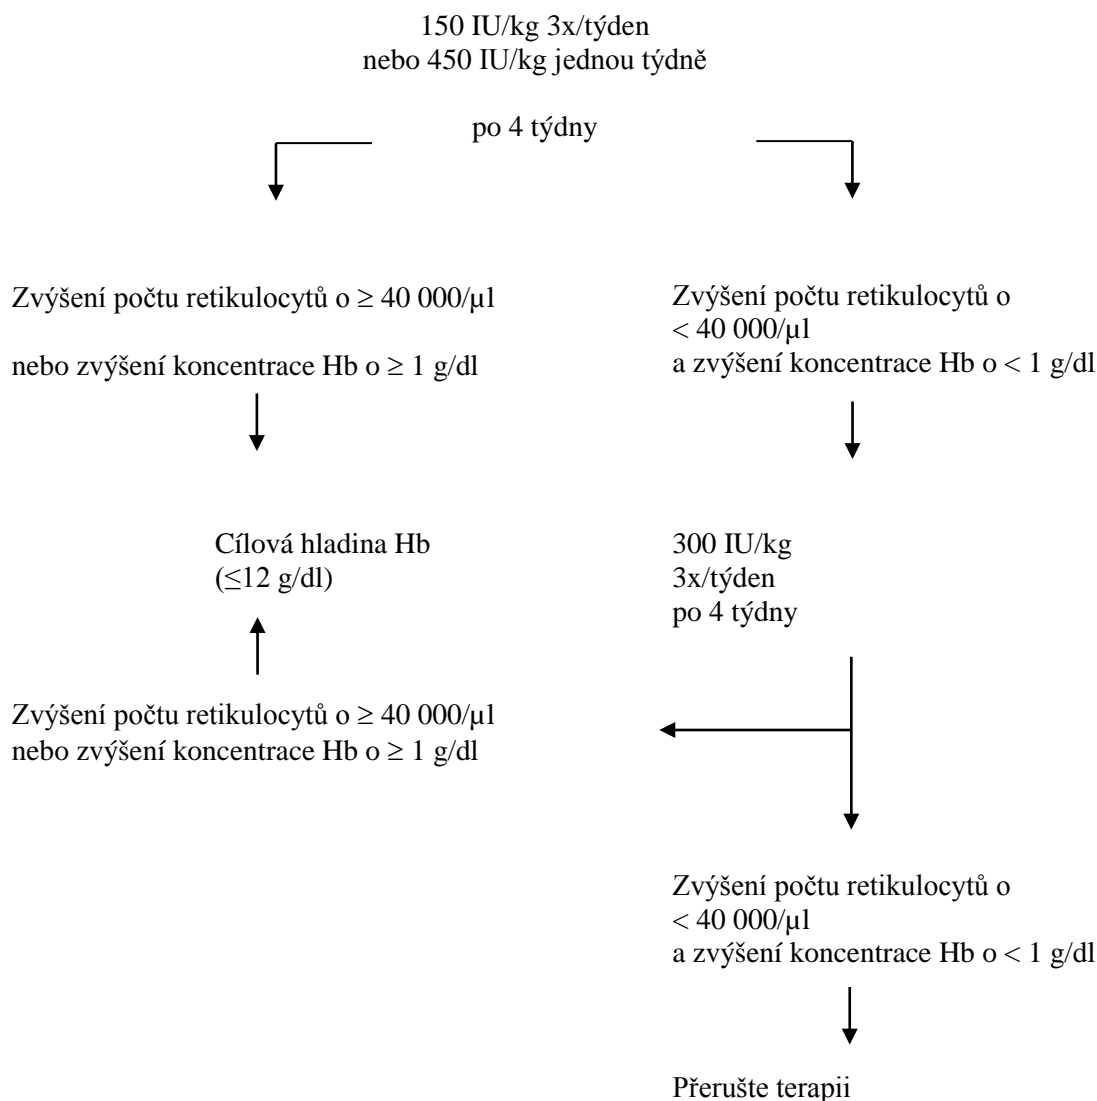 150 IU/kg 3x/týden
nebo 450 IU/kg jednou týdně
po 4 týdny
Zvýšení počtu retikulocytů o ≥ 40 000/µl
nebo zvýšení koncentrace Hb o ≥ 1 g/dl
Zvýšení počtu retikulocytů o
< 40 000/µl
a zvýšení koncentrace Hb o < 1 g/dl
Cílová hladina Hb
(≤12 g/dl)
300 IU/kg
3x/týden
po 4 týdny
Zvýšení počtu retikulocytů o ≥ 40 000/µl
nebo zvýšení koncentrace Hb o ≥ 1 g/dl
Zvýšení počtu retikulocytů o
< 40 000/µl
a zvýšení koncentrace Hb o < 1 g/dl
Přerušte terapii